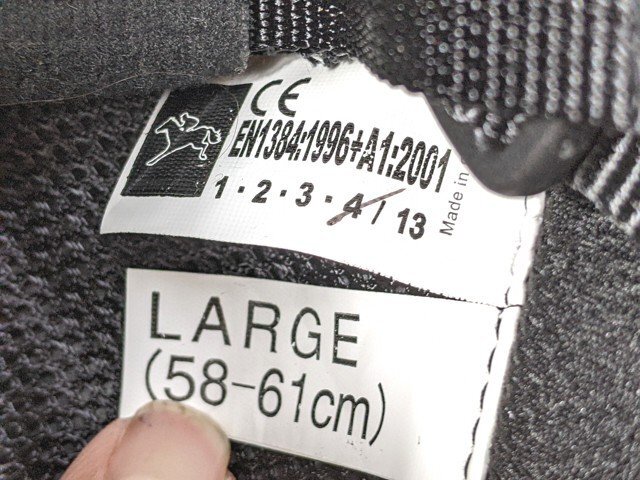 CE
EN1384:1996+A1:2001
1 · 2 · 3 · 4 / 13
Made in
LARGE
(58-61cm)